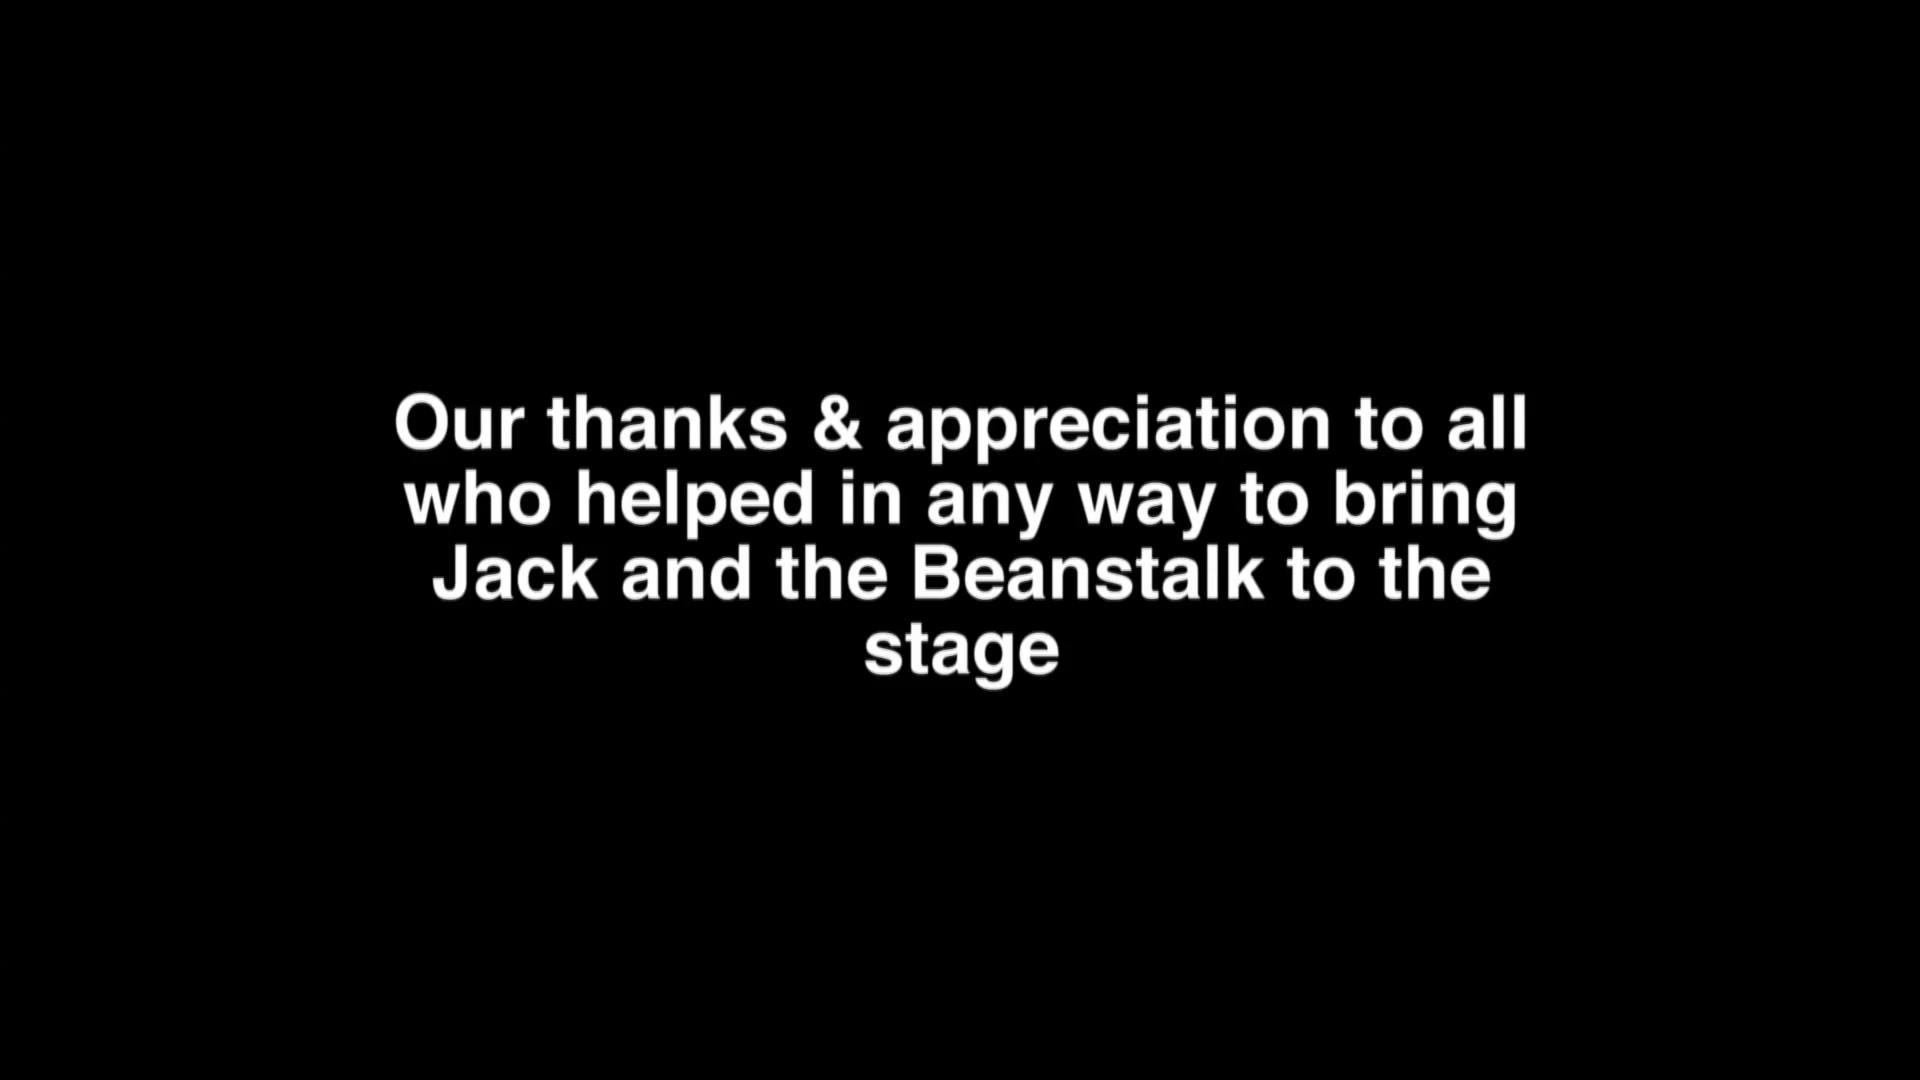 Our thanks & appreciation to all
who helped in any way to bring
Jack and the Beanstalk to the
stage